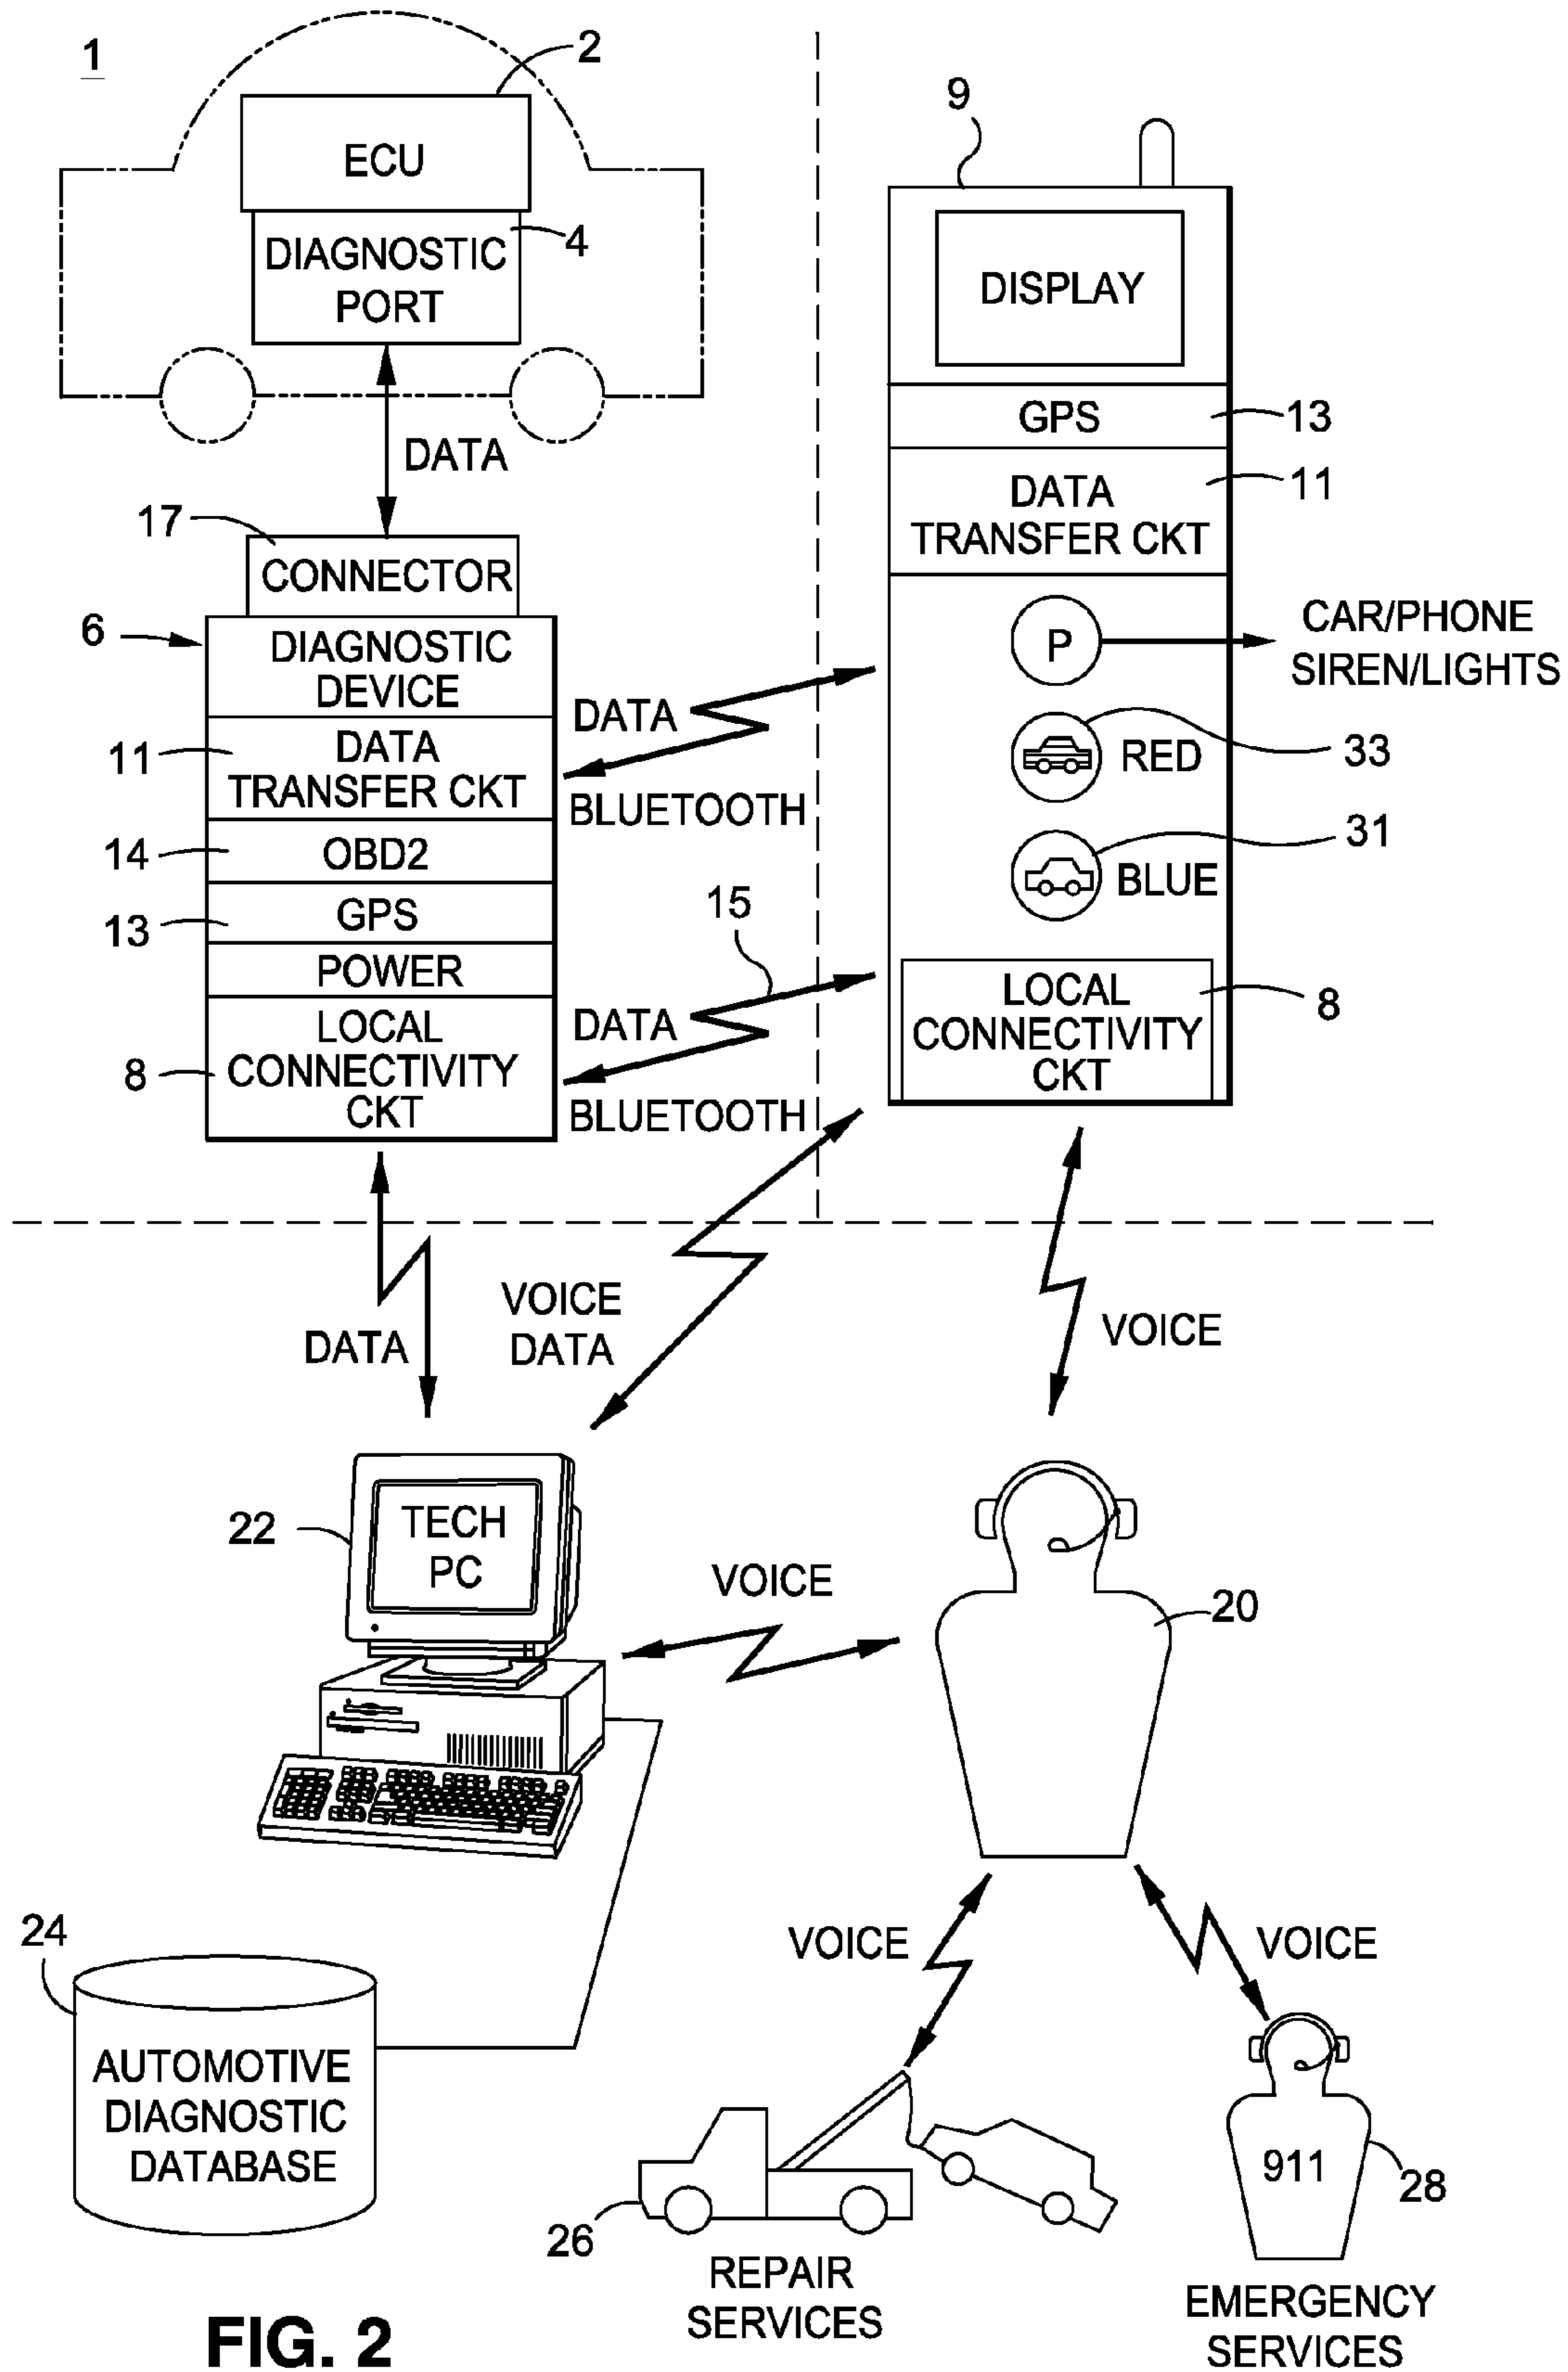 1
2
ECU
4
DIAGNOSTIC
PORT
DATA
17
CONNECTOR
6
DIAGNOSTIC
DEVICE
11
DATA
TRANSFER CKT
14
OBD2
13
GPS
POWER
8
LOCAL
CONNECTIVITY
CKT
DATA
BLUETOOTH
15
DATA
BLUETOOTH
9
DISPLAY
GPS
13
DATA
TRANSFER CKT
11
P
CAR/PHONE
SIREN/LIGHTS
RED
33
BLUE
31
LOCAL
CONNECTIVITY
CKT
8
DATA
VOICE
DATA
VOICE
22
TECH
PC
VOICE
20
24
AUTOMOTIVE
DIAGNOSTIC
DATABASE
VOICE
VOICE
26
REPAIR
SERVICES
911
28
EMERGENCY
SERVICES
FIG. 2